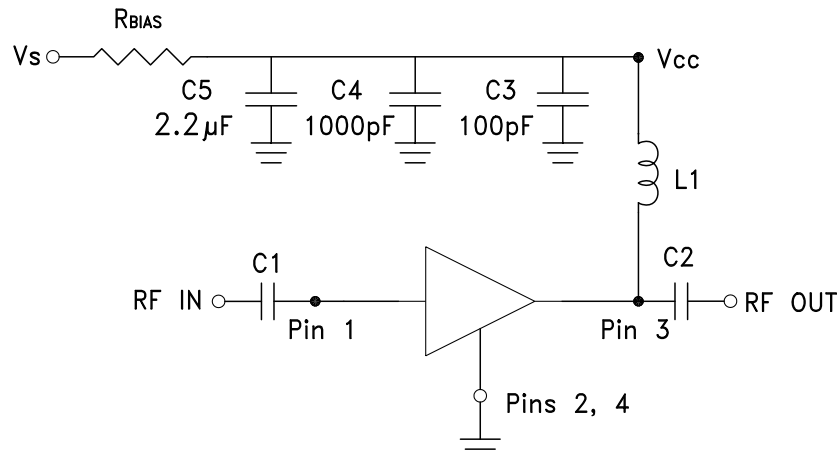 RBIAS
Vs
Vcc
C5
2.2µF
C4
1000pF
C3
100pF
L1
C1
C2
RF IN
RF OUT
Pin 1
Pin 3
Pins 2, 4